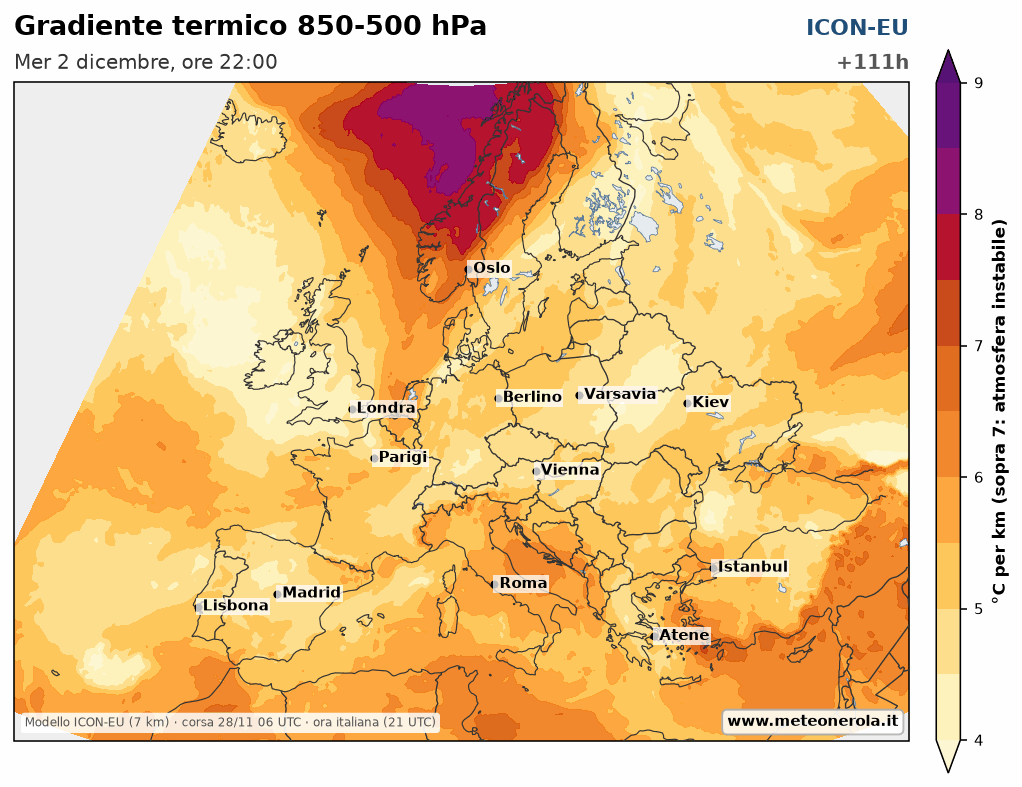 Gradiente termico 850-500 hPa
ICON-EU
Mer 2 dicembre, ore 22:00
+111h
9
8
7
6
5
4
°C per km (sopra 7: atmosfera instabile)
Oslo
Berlino
Varsavia
Kiev
Londra
Parigi
Vienna
Istanbul
Roma
Madrid
Lisbona
Atene
Modello ICON-EU (7 km) · corsa 28/11 06 UTC · ora italiana (21 UTC)
www.meteonerola.it